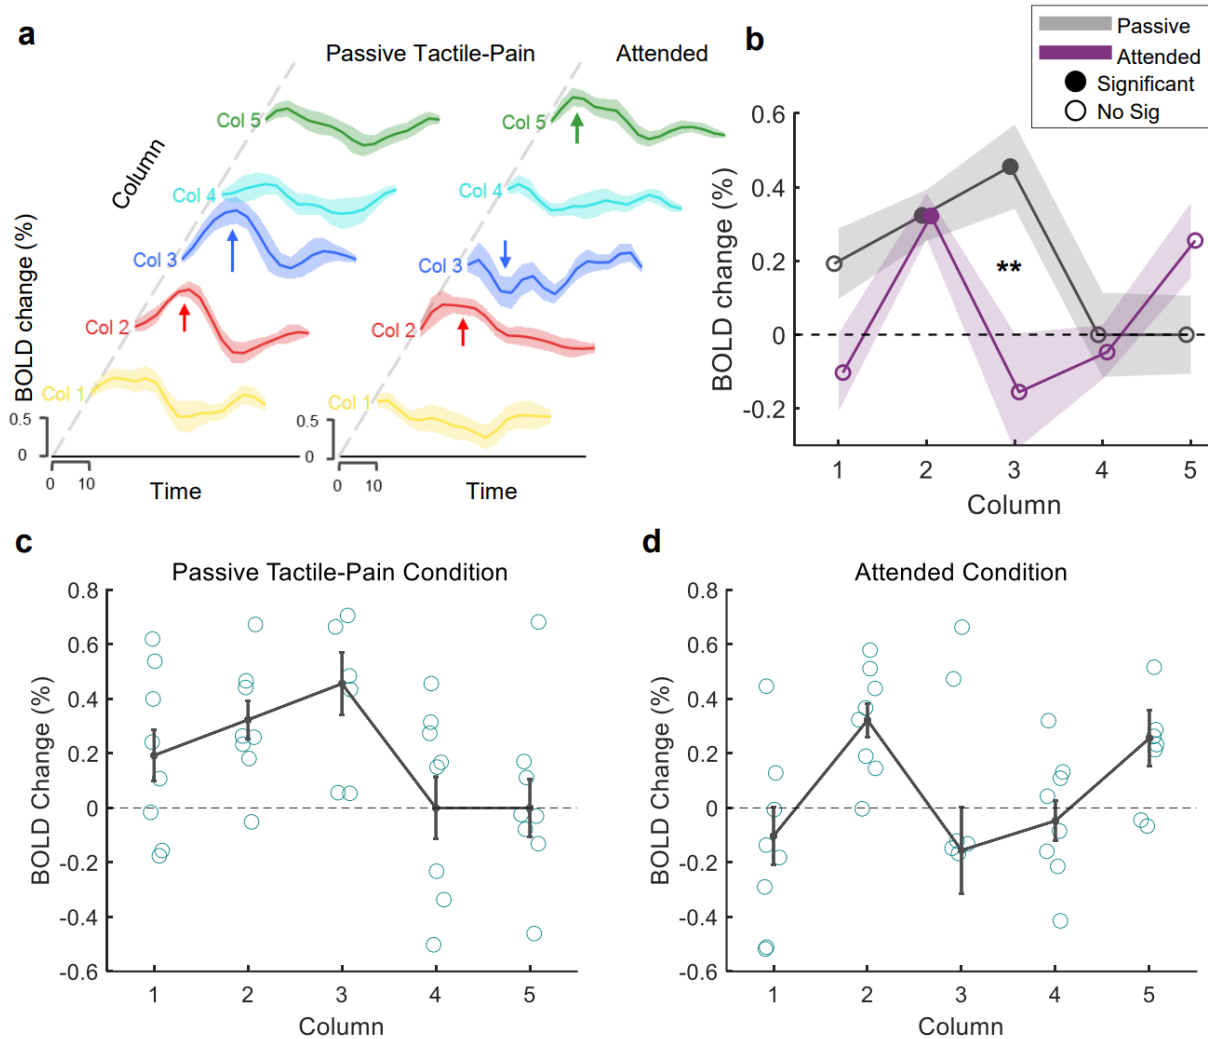 a
Passive Tactile-Pain
Attended
Column
BOLD change (%)
Col 5
Col 4
Col 3
Col 2
Col 1
0.5
0
0
10
Time
Col 5
Col 4
Col 3
Col 2
Col 1
0.5
0
0
10
Time
b
Passive
Attended
Significant
No Sig
BOLD change (%)
0.6
0.4
0.2
0
-0.2
**
1 2 3 4 5
Column
c
Passive Tactile-Pain Condition
BOLD Change (%)
0.8
0.6
0.4
0.2
0
-0.2
-0.4
-0.6
1 2 3 4 5
Column
d
Attended Condition
BOLD Change (%)
0.8
0.6
0.4
0.2
0
-0.2
-0.4
-0.6
1 2 3 4 5
Column